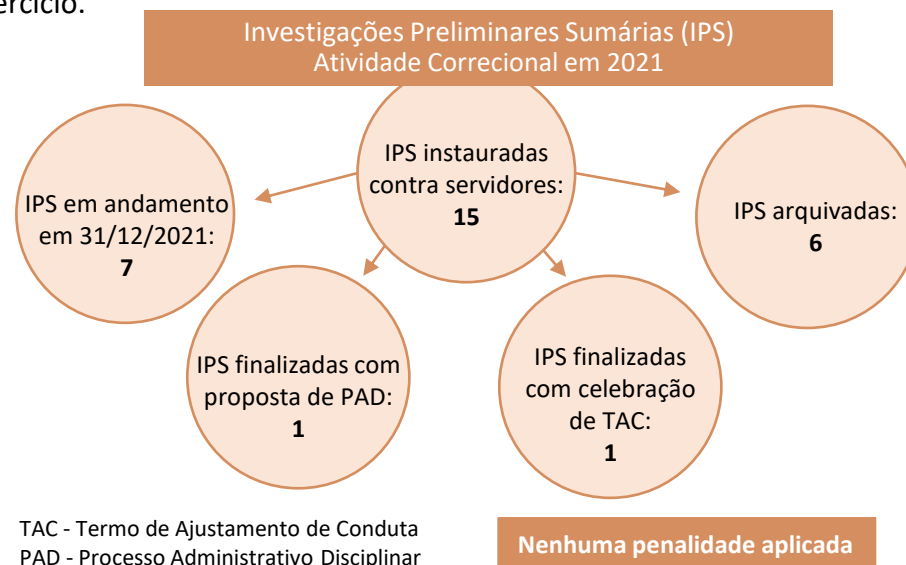 ercício.
Investigações Preliminares Sumárias (IPS)
Atividade Correcional em 2021
IPS instauradas
contra servidores:
15
IPS em andamento
em 31/12/2021:
7
IPS arquivadas:
6
IPS finalizadas com
proposta de PAD:
1
IPS finalizadas
com celebração
de TAC:
1
TAC - Termo de Ajustamento de Conduta
PAD - Processo Administrativo Disciplinar
Nenhuma penalidade aplicada